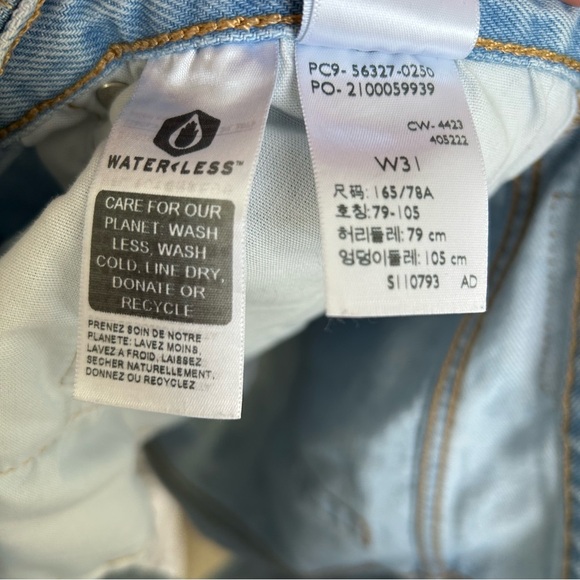 WATER<LESS™
CARE FOR OUR
PLANET: WASH
LESS, WASH
COLD, LINE DRY,
DONATE OR
RECYCLE
PRENEZ SOIN DE NOTRE
PLANETE: LAVEZ MOINS,
LAVEZ A FROID, LAISSEZ
SECHER NATURELLEMENT,
DONNEZ OU RECYCLEZ
PC9- 56327-0250
PO- 2100059939
CW- 4423
405222
W31
尺码: 165/78A
호칭: 79-105
허리둘레: 79 cm
엉덩이둘레: 105 cm
S110793 AD